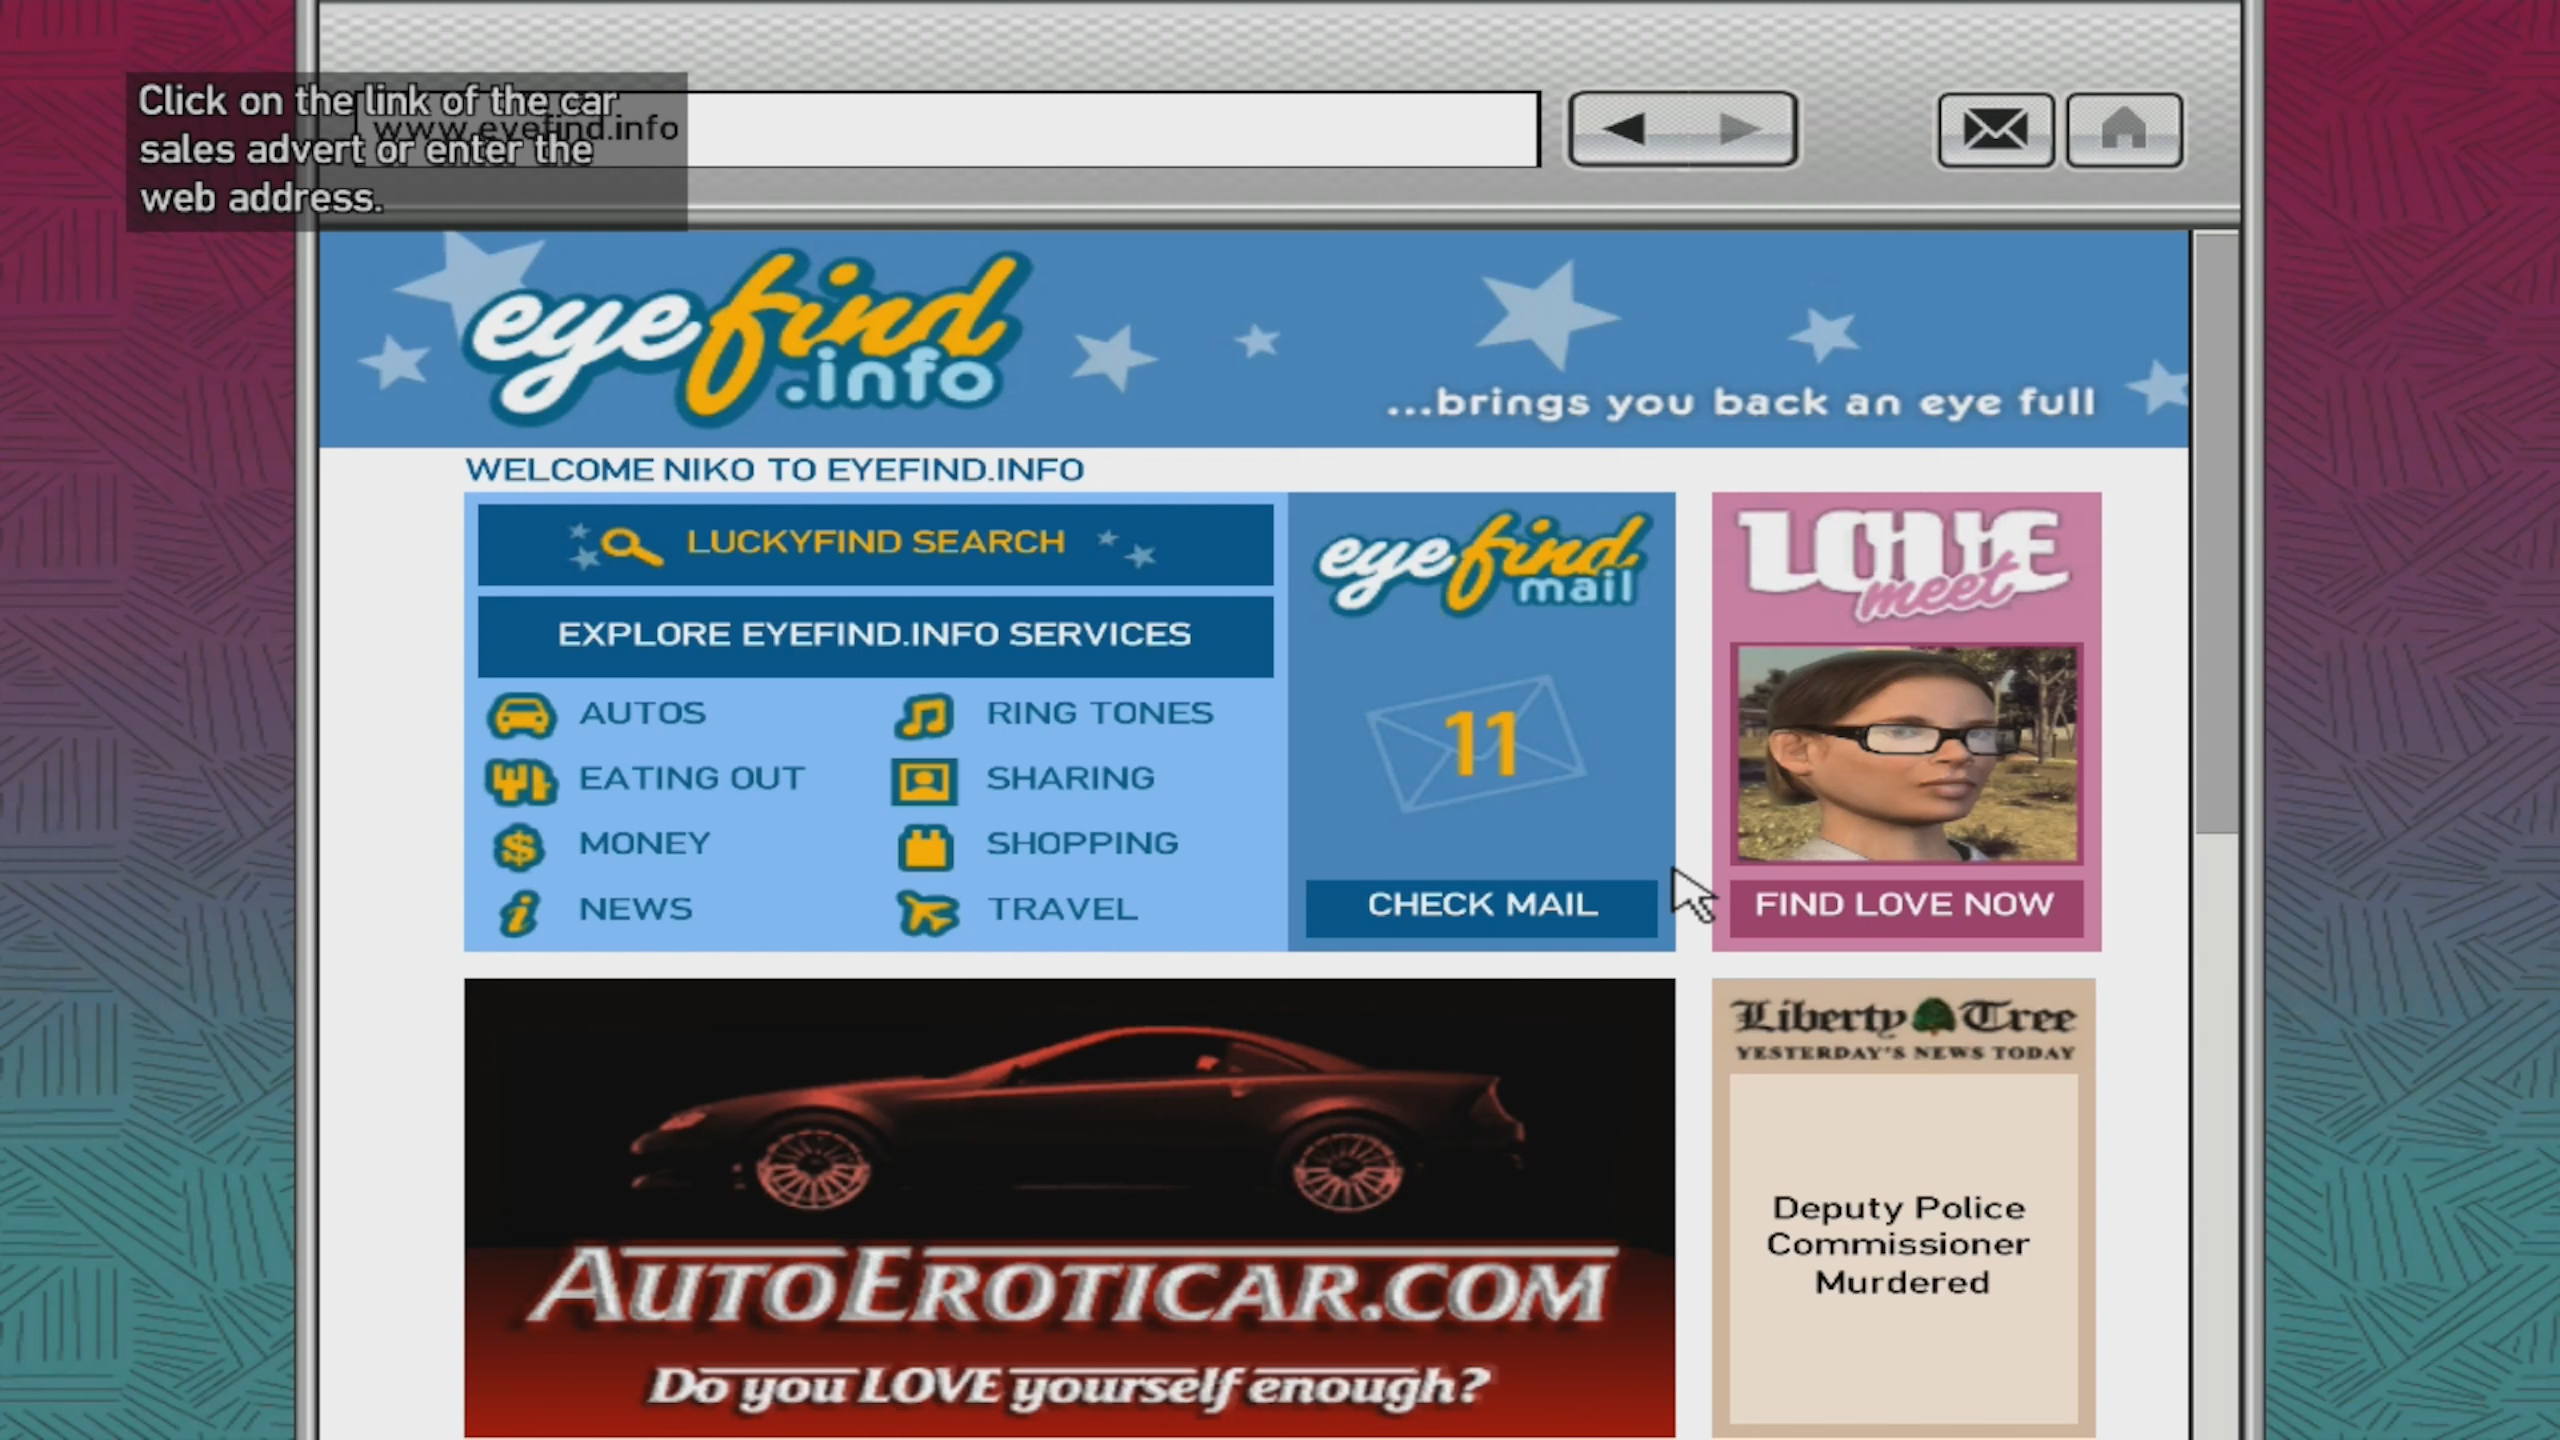 Click on the link of the car
sales advert or enter the
web address.
www.eyefind.info
eyefind
.info
...brings you back an eye full
WELCOME NIKO TO EYEFIND.INFO
LUCKYFIND SEARCH
EXPLORE EYEFIND.INFO SERVICES
AUTOS
RING TONES
EATING OUT
SHARING
MONEY
SHOPPING
NEWS
TRAVEL
eyefind
mail
11
CHECK MAIL
LOVE
meet
FIND LOVE NOW
AUTOEROTICAR.COM
Do you LOVE yourself enough?
Liberty Tree
YESTERDAY'S NEWS TODAY
Deputy Police
Commissioner
Murdered